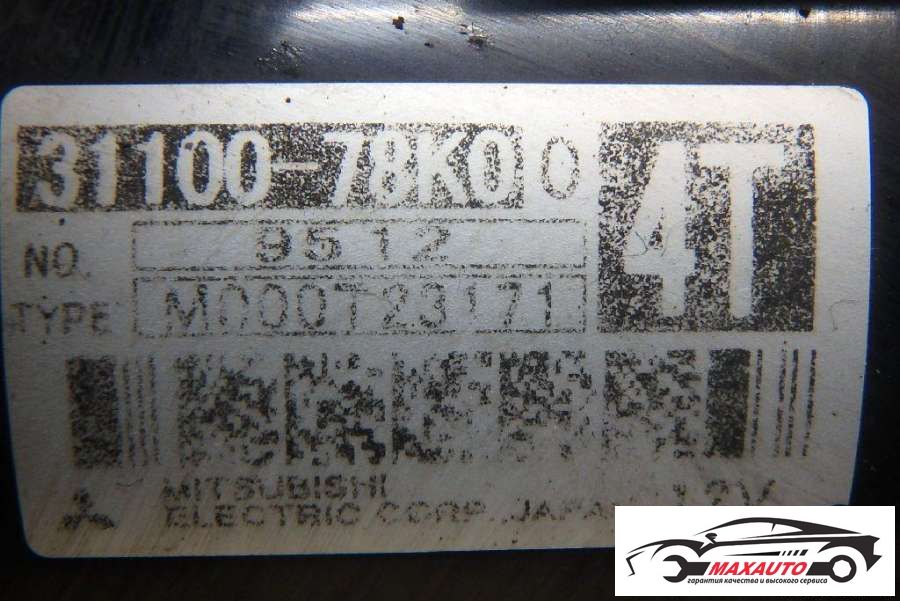 31100-78K00
4T
NO. 9512
TYPE M000T23171
MITSUBISHI
ELECTRIC CORP. JAPAN 12V
MAXAUTO
гарантия качества и высокого сервиса